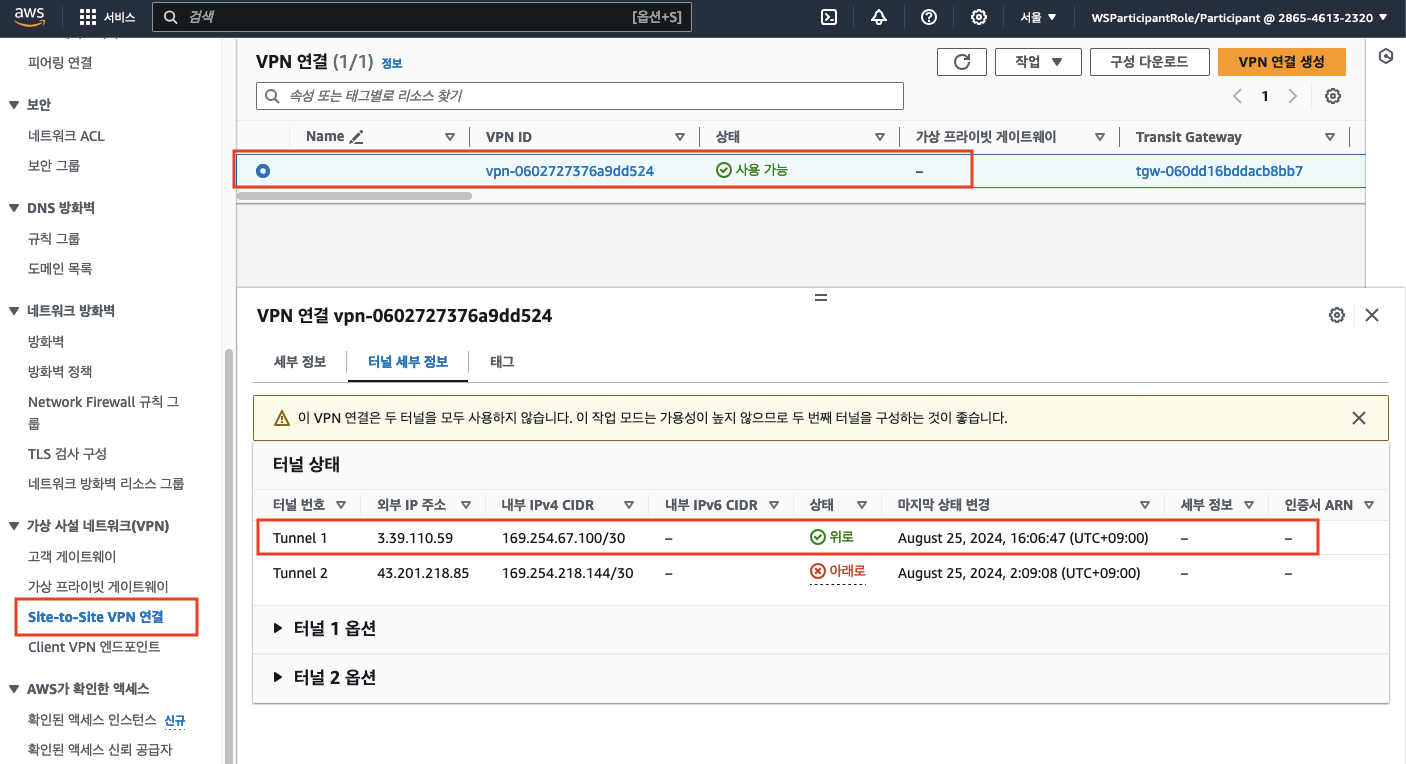 aws 서비스 검색 [옵션+S] 서울 WSParticipantRole/Participant @ 2865-4613-2320
피어링 연결
보안
네트워크 ACL
보안 그룹
DNS 방화벽
규칙 그룹
도메인 목록
네트워크 방화벽
방화벽
방화벽 정책
Network Firewall 규칙 그
룹
TLS 검사 구성
네트워크 방화벽 리소스 그룹
가상 사설 네트워크(VPN)
고객 게이트웨이
가상 프라이빗 게이트웨이
Site-to-Site VPN 연결
Client VPN 엔드포인트
AWS가 확인한 액세스
확인된 액세스 인스턴스 신규
확인된 액세스 신뢰 공급자
VPN 연결 (1/1) 정보 작업 구성 다운로드 VPN 연결 생성
속성 또는 태그별로 리소스 찾기 1
Name VPN ID 상태 가상 프라이빗 게이트웨이 Transit Gateway
vpn-0602727376a9dd524 사용 가능 – tgw-060dd16bddacb8bb7
VPN 연결 vpn-0602727376a9dd524
세부 정보 터널 세부 정보 태그
이 VPN 연결은 두 터널을 모두 사용하지 않습니다. 이 작업 모드는 가용성이 높지 않으므로 두 번째 터널을 구성하는 것이 좋습니다.
터널 상태
터널 번호 외부 IP 주소 내부 IPv4 CIDR 내부 IPv6 CIDR 상태 마지막 상태 변경 세부 정보 인증서 ARN
Tunnel 1 3.39.110.59 169.254.67.100/30 – 위로 August 25, 2024, 16:06:47 (UTC+09:00) – –
Tunnel 2 43.201.218.85 169.254.218.144/30 – 아래로 August 25, 2024, 2:09:08 (UTC+09:00) – –
터널 1 옵션
터널 2 옵션